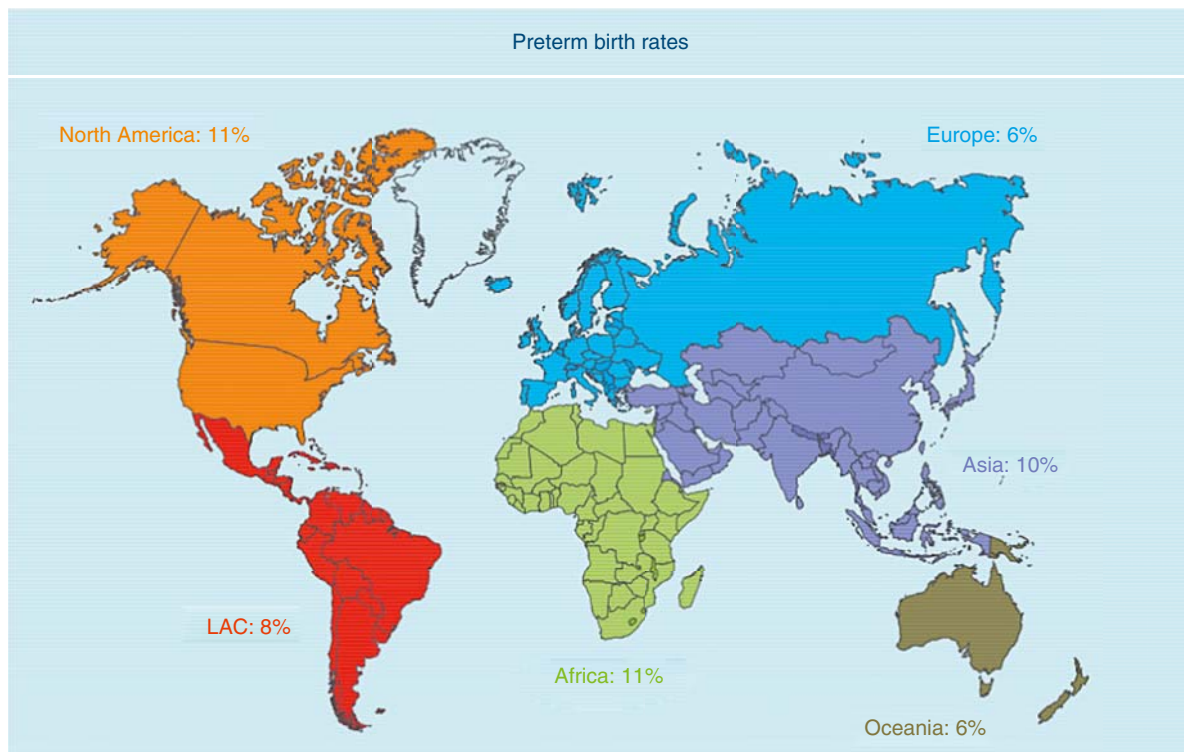 Preterm birth rates
North America: 11%
Europe: 6%
Asia: 10%
LAC: 8%
Africa: 11%
Oceania: 6%